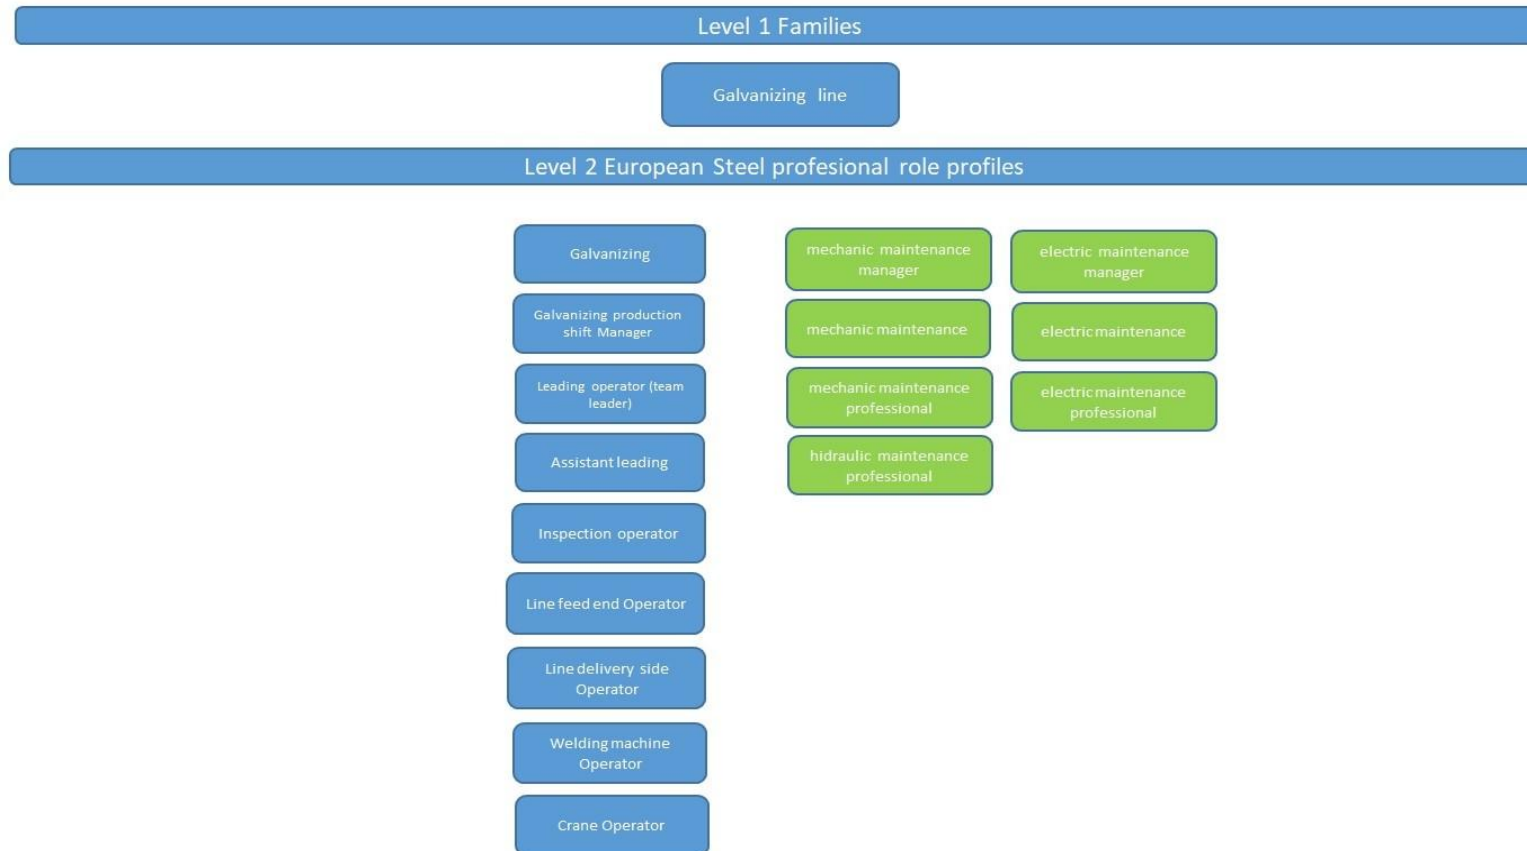 Level 1 Families
Galvanizing line
Level 2 European Steel profesional role profiles
Galvanizing
Galvanizing production
shift Manager
Leading operator (team
leader)
Assistant leading
Inspection operator
Line feed end Operator
Line delivery side
Operator
Welding machine
Operator
Crane Operator
mechanic maintenance
manager
mechanic maintenance
mechanic maintenance
professional
hidraulic maintenance
professional
electric maintenance
manager
electric maintenance
electric maintenance
professional